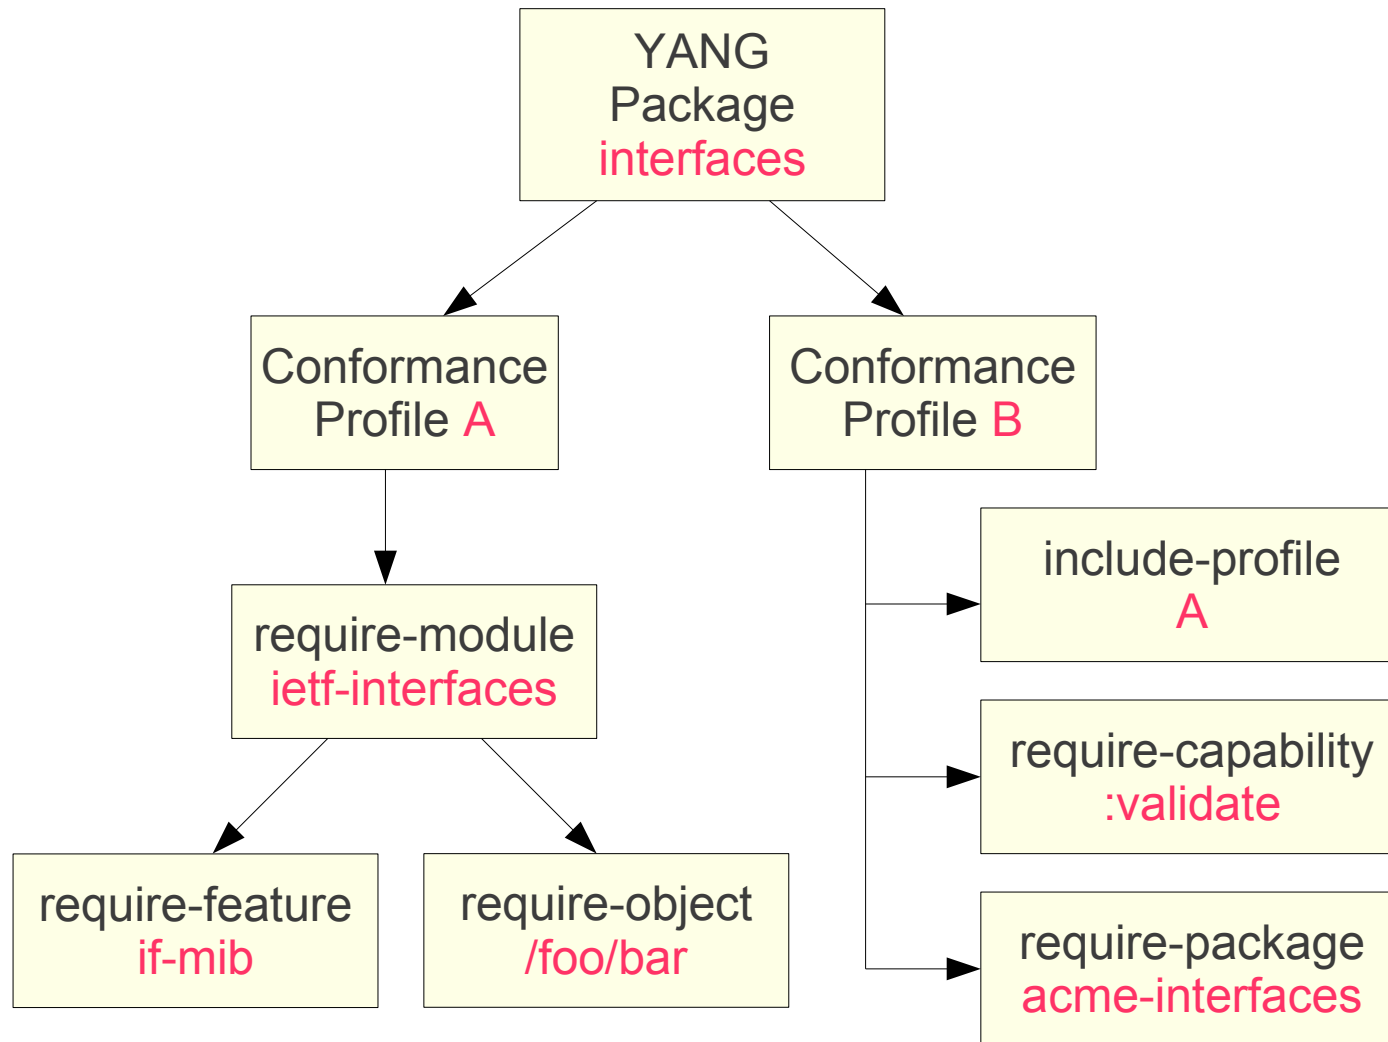 YANG
Package
interfaces
Conformance
Profile A
Conformance
Profile B
require-module
ietf-interfaces
require-feature
if-mib
require-object
/foo/bar
include-profile
A
require-capability
:validate
require-package
acme-interfaces